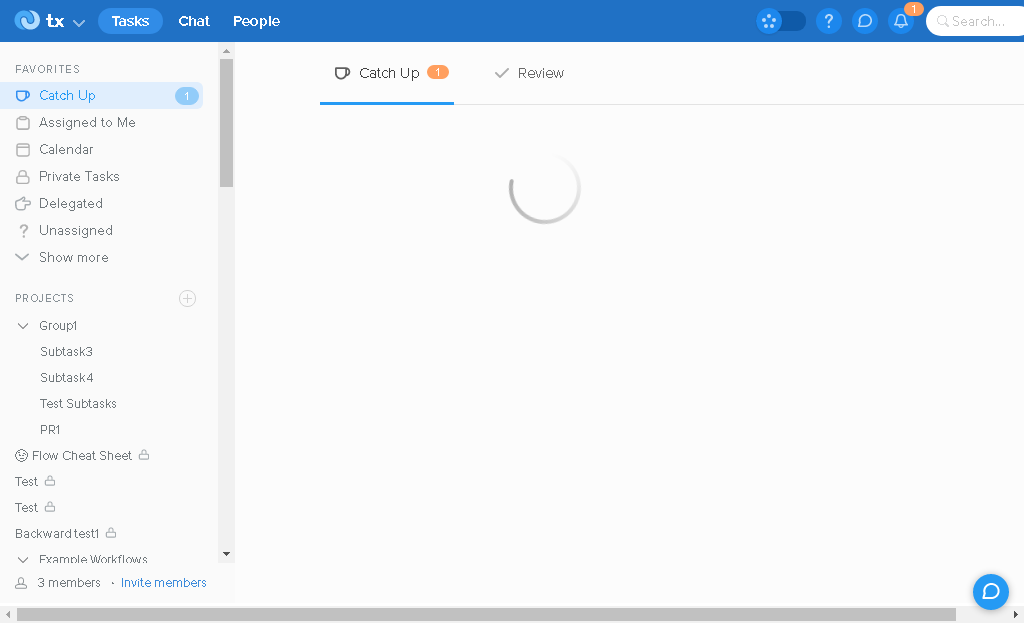 tx Tasks Chat People ? 1 Search...
FAVORITES
Catch Up 1
Assigned to Me
Calendar
Private Tasks
Delegated
? Unassigned
Show more
PROJECTS
Group1
Subtask3
Subtask4
Test Subtasks
PR1
Flow Cheat Sheet
Test
Test
Backward test1
Example Workflows
3 members · Invite members
Catch Up 1 Review